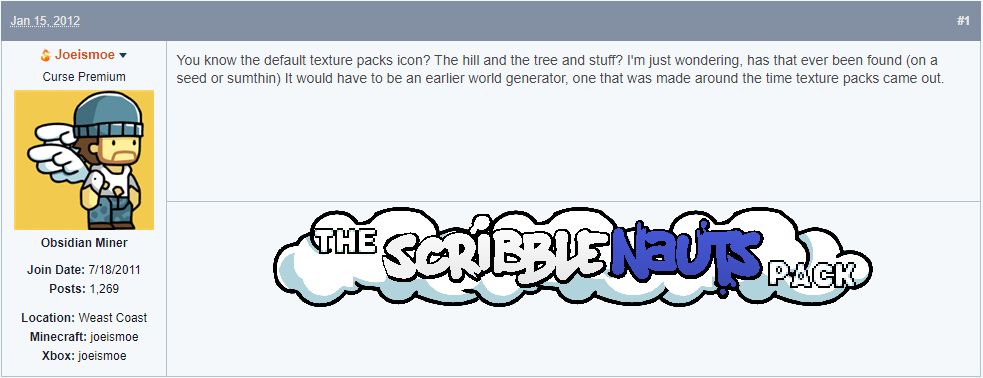 Jan 15, 2012
#1
Joeismoe
Curse Premium
Obsidian Miner
Join Date: 7/18/2011
Posts: 1,269
Location: Weast Coast
Minecraft: joeismoe
Xbox: joeismoe
You know the default texture packs icon? The hill and the tree and stuff? I'm just wondering, has that ever been found (on a
seed or sumthin) It would have to be an earlier world generator, one that was made around the time texture packs came out.
THE SCRIBBLENAUTS PACK